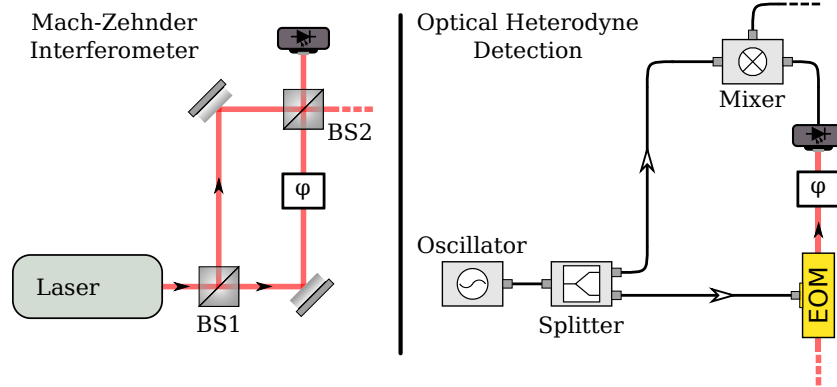 Mach-Zehnder
Interferometer
BS2
φ
Laser
BS1
Optical Heterodyne
Detection
Mixer
φ
Oscillator
Splitter
EOM